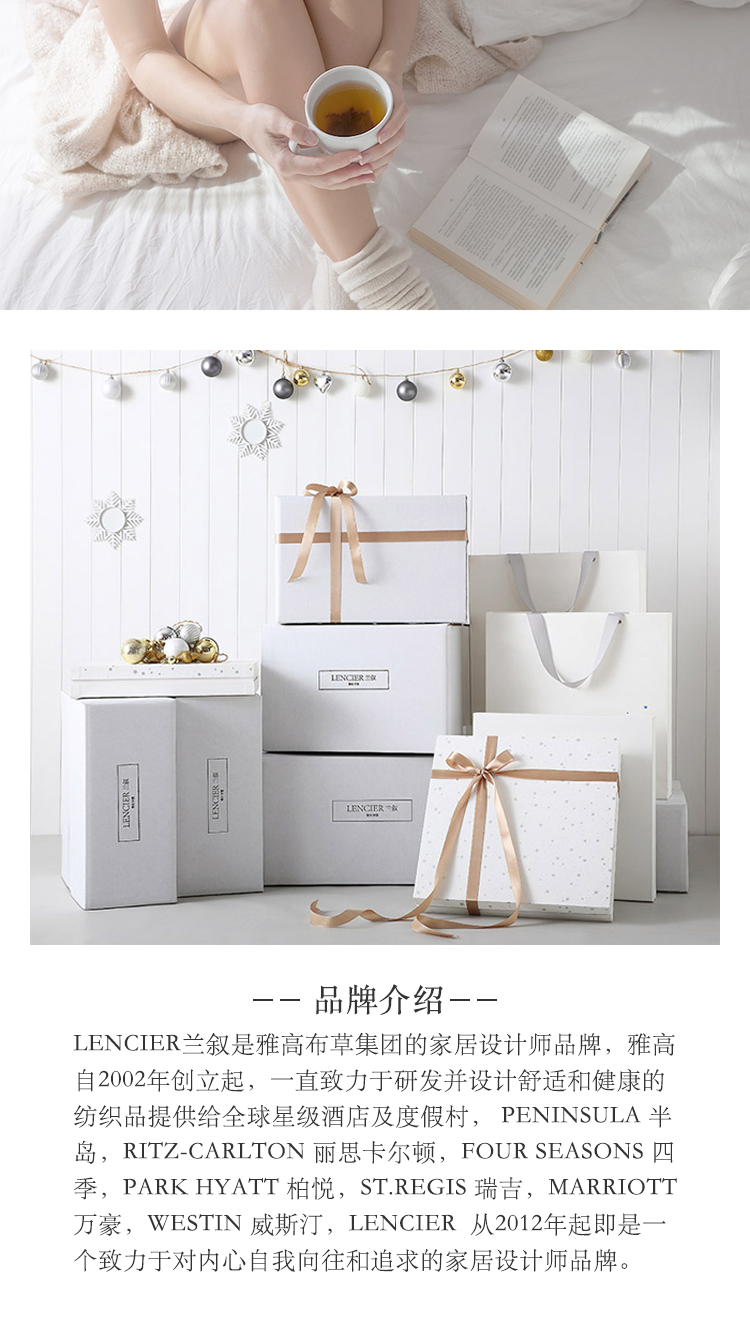 LENCIER兰叙
LENCIER兰叙
LENCIER兰叙
LENCIER兰叙
-- 品牌介绍--
LENCIER兰叙是雅高布草集团的家居设计师品牌，雅高
自2002年创立起，一直致力于研发并设计舒适和健康的
纺织品提供给全球星级酒店及度假村， PENINSULA 半
岛，RITZ-CARLTON 丽思卡尔顿，FOUR SEASONS 四
季，PARK HYATT 柏悦，ST.REGIS 瑞吉，MARRIOTT
万豪，WESTIN 威斯汀，LENCIER 从2012年起即是一
个致力于对内心自我向往和追求的家居设计师品牌。